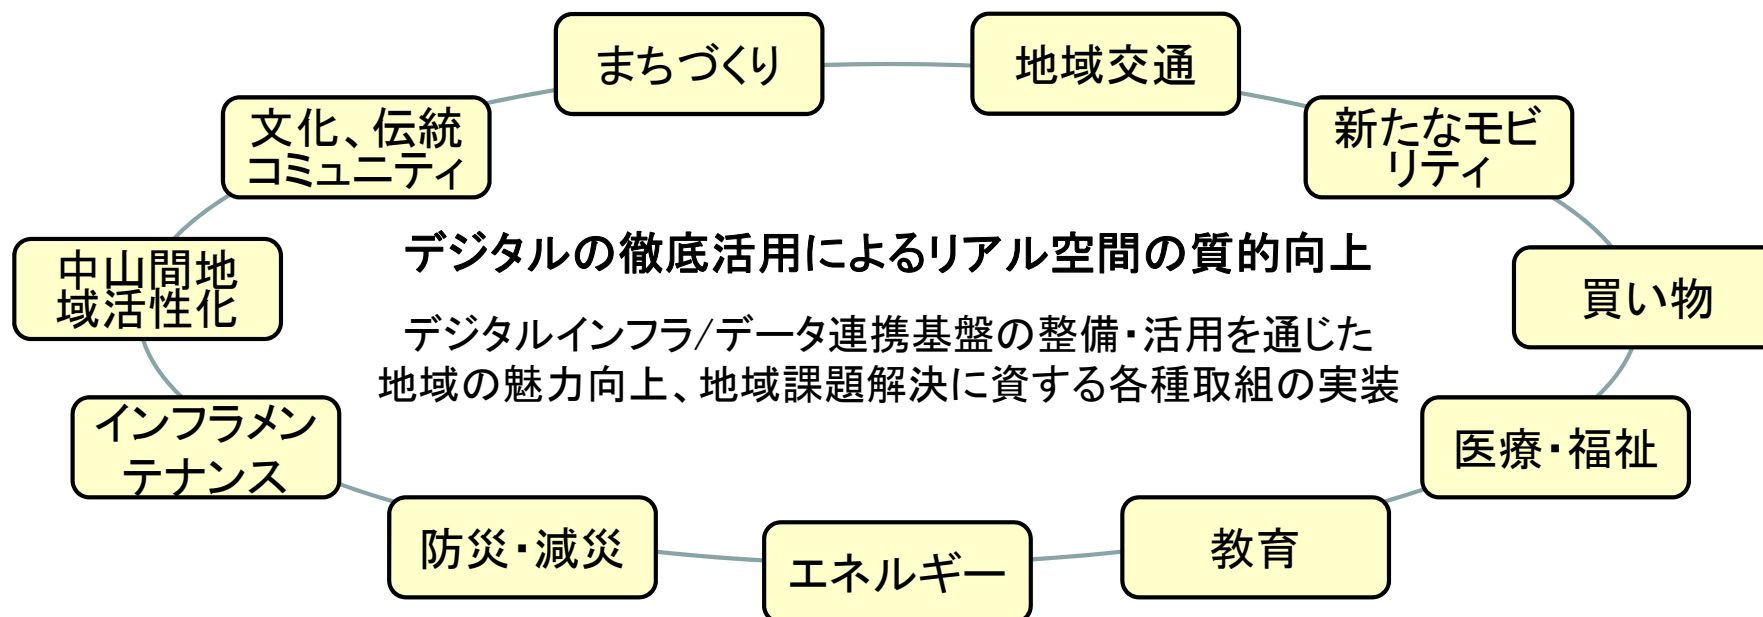 まちづくり
地域交通
文化、伝統
コミュニティ
新たなモビ
リティ
中山間地
域活性化
デジタルの徹底活用によるリアル空間の質的向上
買い物
デジタルインフラ/データ連携基盤の整備・活用を通じた
地域の魅力向上、地域課題解決に資する各種取組の実装
インフラメン
テナンス
医療・福祉
防災・減災
エネルギー
教育